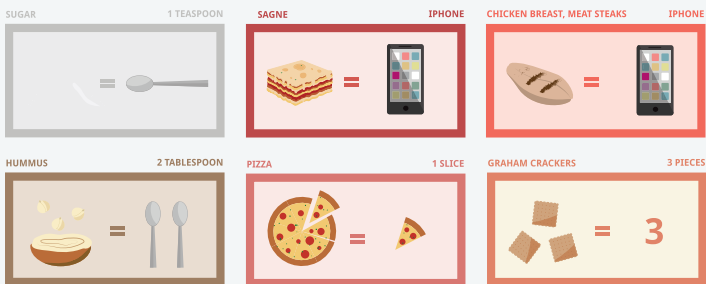 SUGAR 1 TEASPOON
SAGNE IPHONE
CHICKEN BREAST, MEAT STEAKS IPHONE
=
=
=
HUMMUS 2 TABLESPOON
PIZZA 1 SLICE
GRAHAM CRACKERS 3 PIECES
=
=
= 3